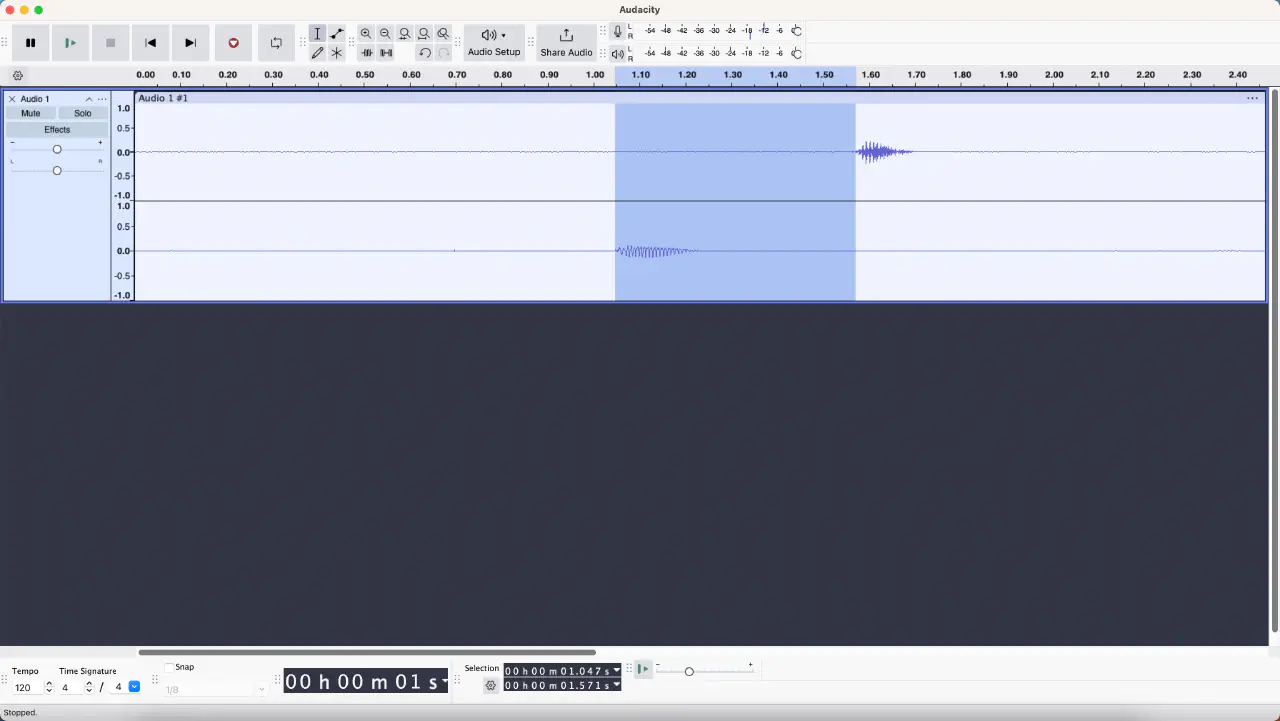 Audacity
Audio Setup
Share Audio
L
R
-54 -48 -42 -36 -30 -24 -18 -12 -6
L
R
-54 -48 -42 -36 -30 -24 -18 -12 -6
0.00 0.10 0.20 0.30 0.40 0.50 0.60 0.70 0.80 0.90 1.00 1.10 1.20 1.30 1.40 1.50 1.60 1.70 1.80 1.90 2.00 2.10 2.20 2.30 2.40
Audio 1
Audio 1 #1
Mute Solo
Effects
- +
L R
1.0
0.5
0.0
-0.5
-1.0
1.0
0.5
0.0
-0.5
-1.0
Tempo
120
Time Signature
4 / 4
Snap
1/8
00 h 00 m 01 s
Selection
00 h 00 m 01.047 s
00 h 00 m 01.571 s
- +
Stopped.